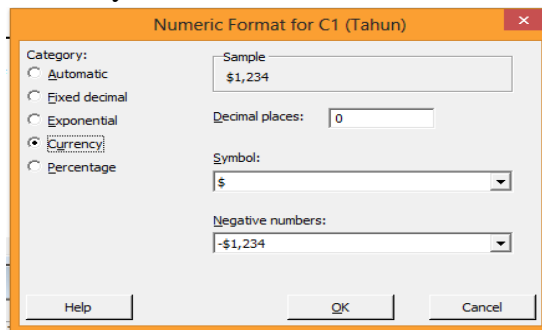 Numeric Format for C1 (Tahun)
Category:
Automatic
Fixed decimal
Exponential
Currency
Percentage
Sample
$1,234
Decimal places: 0
Symbol:
$
Negative numbers:
-$1,234
Help OK Cancel